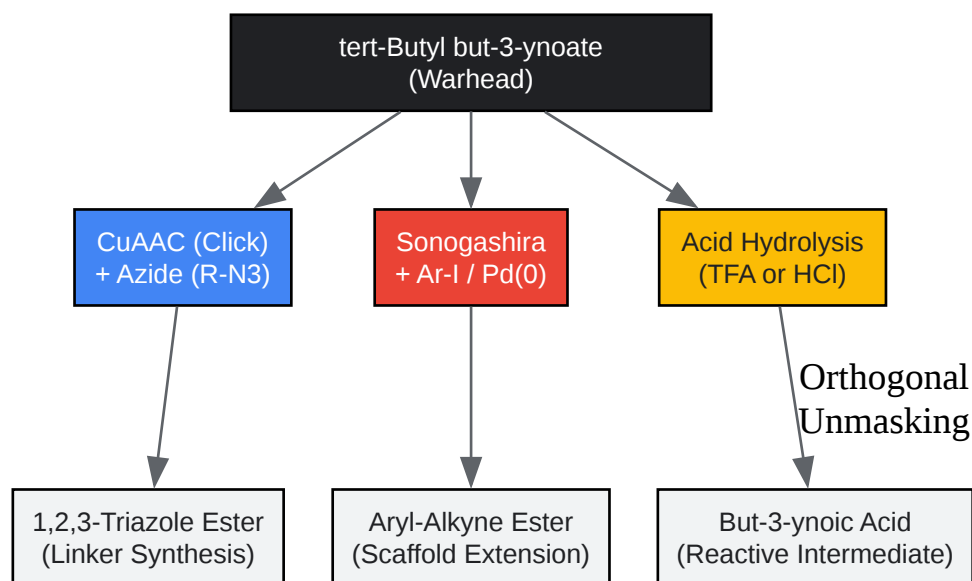 tert-Butyl but-3-ynoate
(Warhead)
CuAAC (Click)
+ Azide (R-N3)
Sonogashira
+ Ar-I / Pd(0)
Acid Hydrolysis
(TFA or HCl)
Orthogonal
Unmasking
1,2,3-Triazole Ester
(Linker Synthesis)
Aryl-Alkyne Ester
(Scaffold Extension)
But-3-ynoic Acid
(Reactive Intermediate)